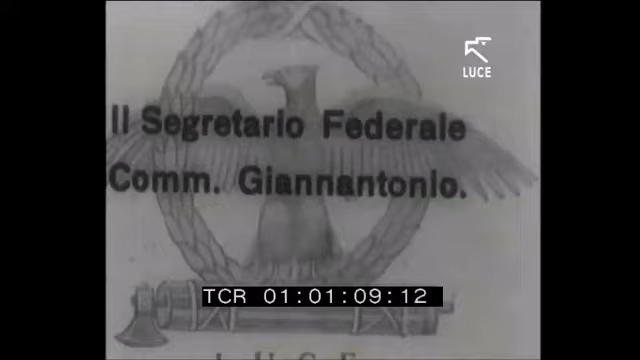 LUCE
Il Segretario Federale
Comm. Giannantonio.
TCR 01:01:09:12
L U C E